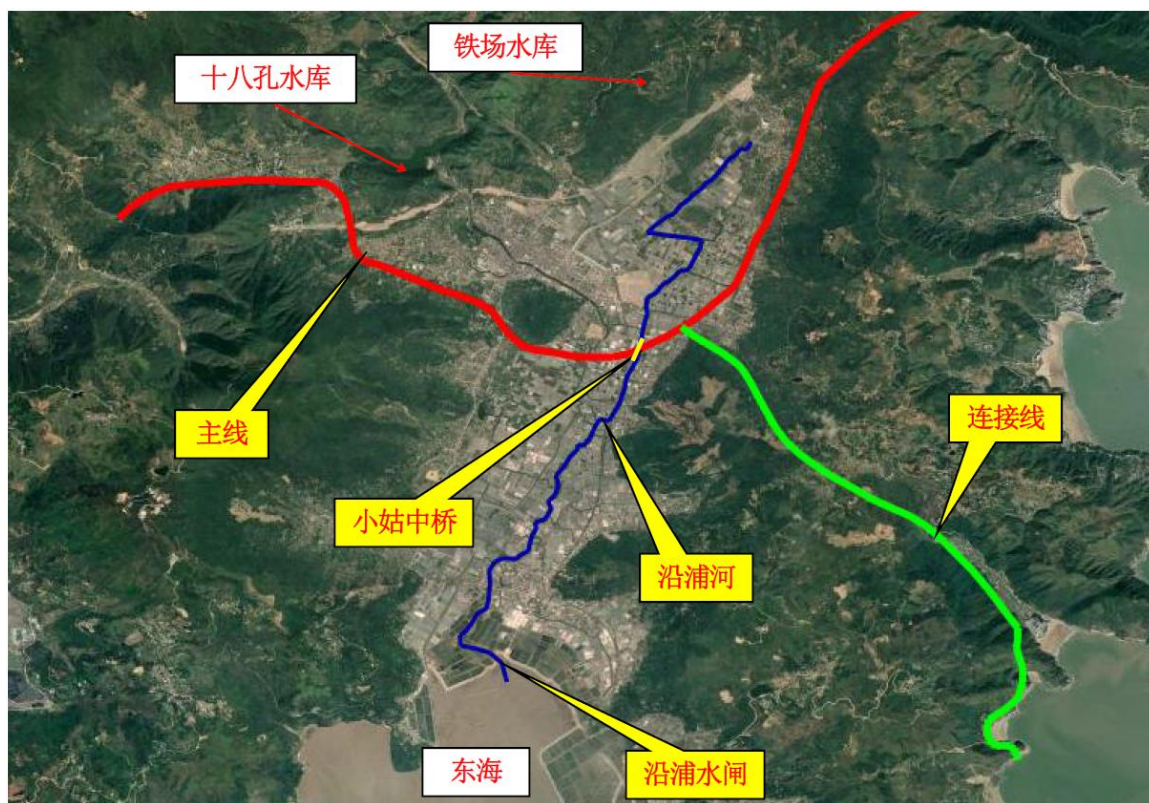 铁场水库
十八孔水库
主线
连接线
小姑中桥
沿浦河
东海
沿浦水闸